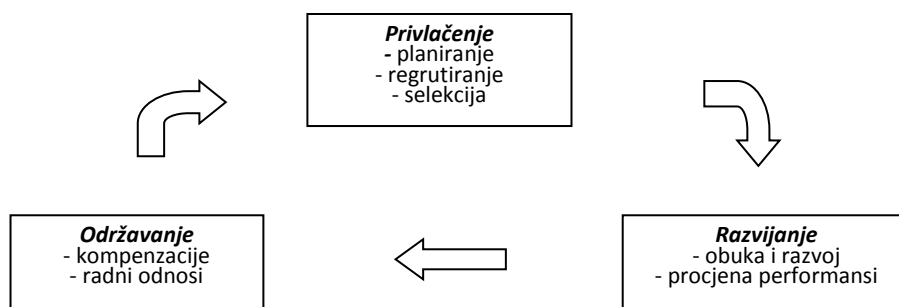 Privlačenje
- planiranje
- regrutiranje
- selekcija
Održavanje
- kompenzacije
- radni odnosi
Razvijanje
- obuka i razvoj
- procjena performansi